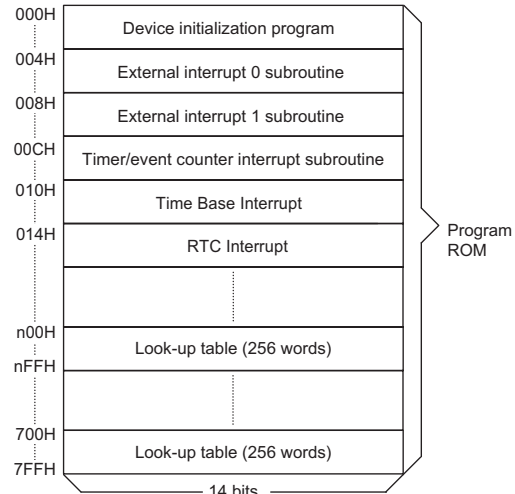 000H
Device initialization program
004H
External interrupt 0 subroutine
008H
External interrupt 1 subroutine
00CH
Timer/event counter interrupt subroutine
010H
Time Base Interrupt
014H
RTC Interrupt
Program
ROM
n00H
Look-up table (256 words)
nFFH
700H
Look-up table (256 words)
7FFH
14 bits